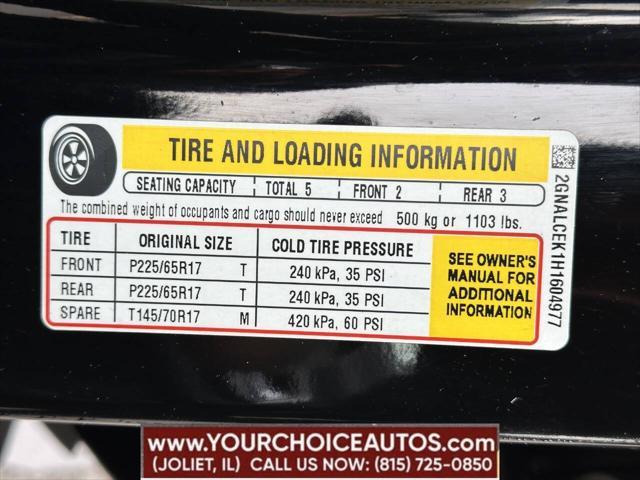 TIRE AND LOADING INFORMATION
SEATING CAPACITY TOTAL 5 FRONT 2 REAR 3
The combined weight of occupants and cargo should never exceed 500 kg or 1103 lbs.
TIRE ORIGINAL SIZE COLD TIRE PRESSURE
FRONT P225/65R17 T 240 kPa, 35 PSI
REAR P225/65R17 T 240 kPa, 35 PSI
SPARE T145/70R17 M 420 kPa, 60 PSI
SEE OWNER'S
MANUAL FOR
ADDITIONAL
INFORMATION
2GNALCEK1H1604977
WWW.YOURCHOICEAUTOS.COM
(JOLIET, IL) CALL US NOW: (815) 725-0850